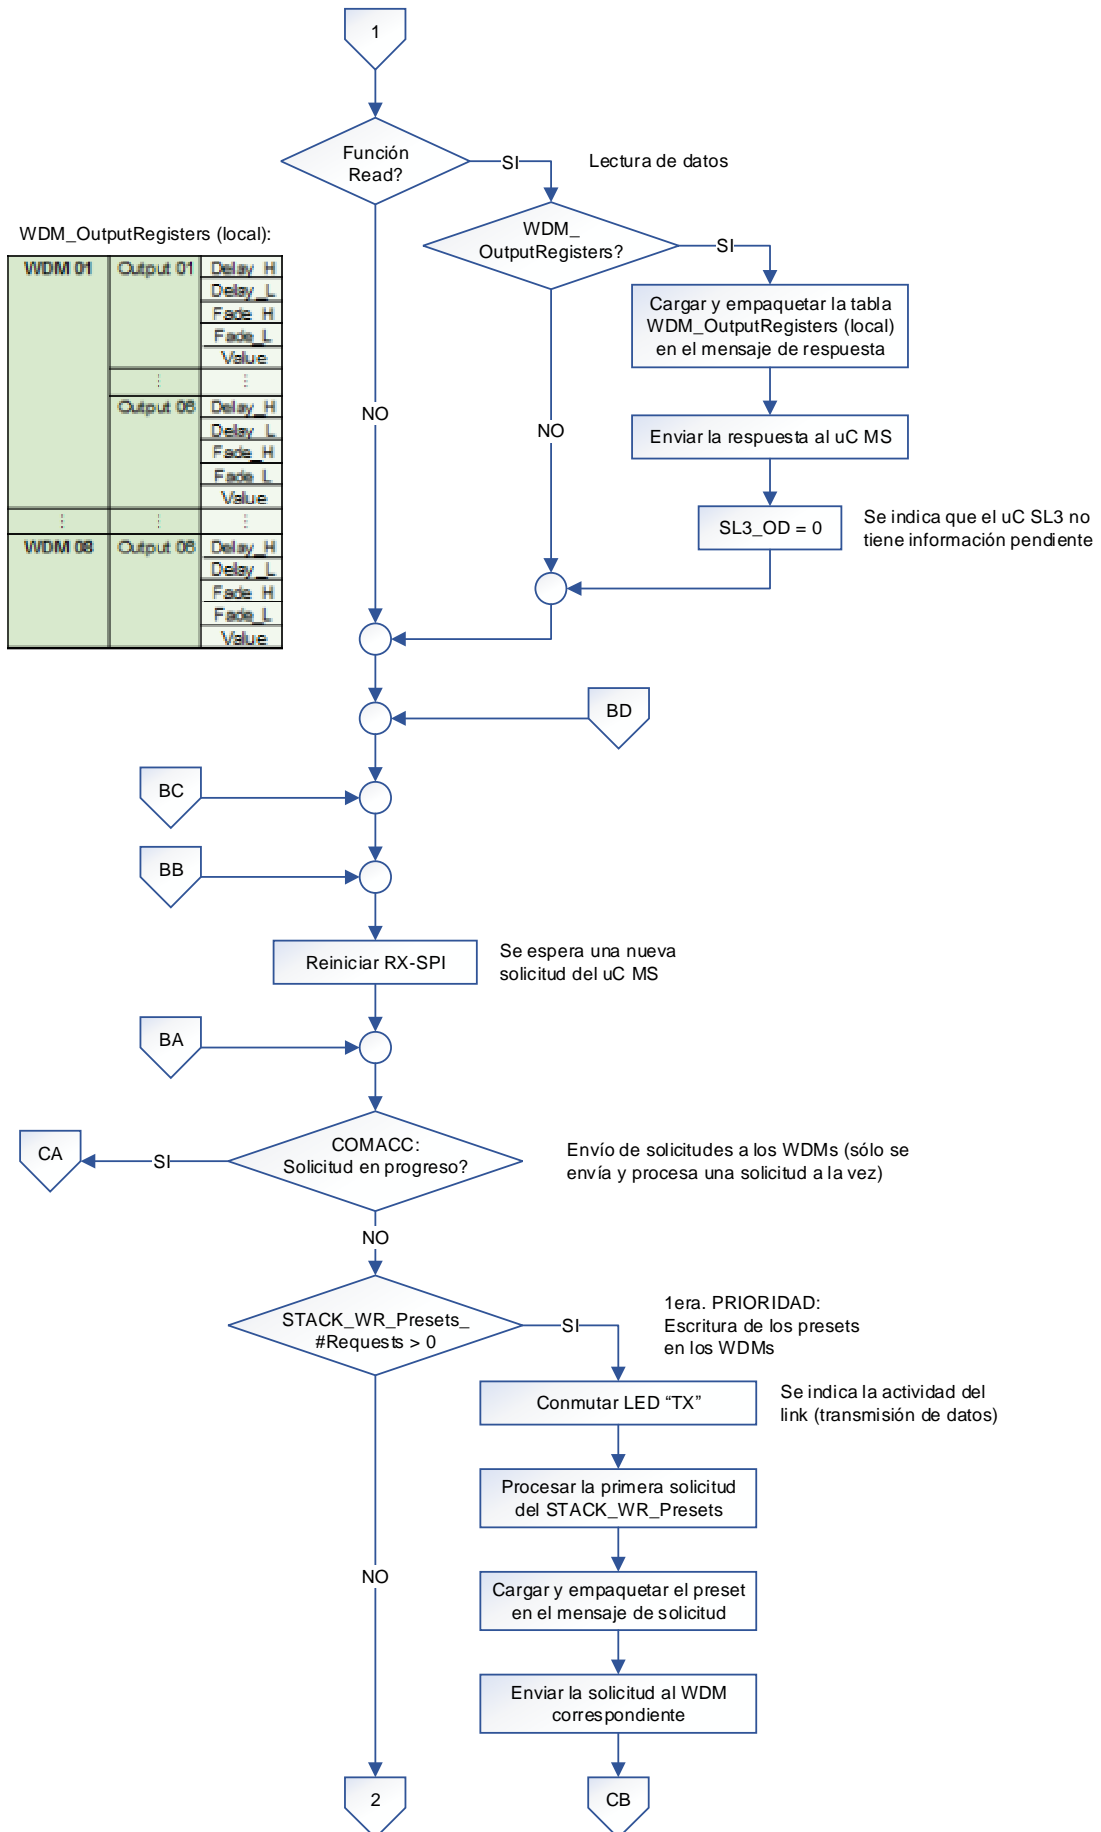 1
Función
Read?
SI
Lectura de datos
WDM_
OutputRegisters?
SI
WDM_OutputRegisters (local):
WDM 01 Output 01 Delay_H
Delay_L
Fade_H
Fade_L
Value
⋮ ⋮
Output 06 Delay_H
Delay_L
Fade_H
Fade_L
Value
⋮ ⋮ ⋮
WDM 08 Output 06 Delay_H
Delay_L
Fade_H
Fade_L
Value
Cargar y empaquetar la tabla
WDM_OutputRegisters (local)
en el mensaje de respuesta
NO
NO
Enviar la respuesta al uC MS
SL3_OD = 0
Se indica que el uC SL3 no
tiene información pendiente
BD
BC
BB
Reiniciar RX-SPI
Se espera una nueva
solicitud del uC MS
BA
COMACC:
Solicitud en progreso?
SI
CA
Envío de solicitudes a los WDMs (sólo se
envía y procesa una solicitud a la vez)
NO
STACK_WR_Presets_
#Requests > 0
SI
1era. PRIORIDAD:
Escritura de los presets
en los WDMs
Conmutar LED “TX”
Se indica la actividad del
link (transmisión de datos)
Procesar la primera solicitud
del STACK_WR_Presets
NO
Cargar y empaquetar el preset
en el mensaje de solicitud
Enviar la solicitud al WDM
correspondiente
2
CB